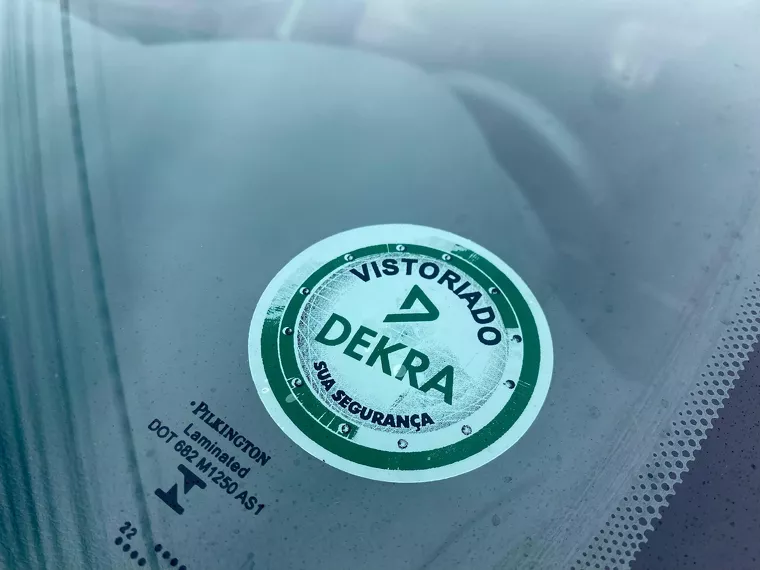 VISTORIADO
DEKRA
SUA SEGURANÇA
PILKINGTON
Laminated
DOT 682 M1250 AS1
22